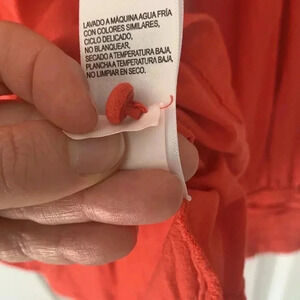 LAVADO A MÁQUINA AGUA FRÍA
CON COLORES SIMILARES,
CICLO DELICADO,
NO BLANQUEAR,
SECADO A TEMPERATURA BAJA,
PLANCHA A TEMPERATURA BAJA,
NO LIMPIAR EN SECO.